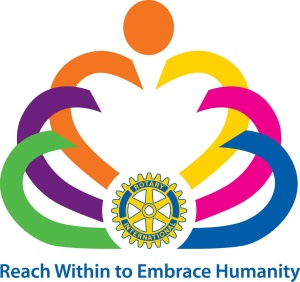 ROTARY
INTERNATIONAL
Reach Within to Embrace Humanity